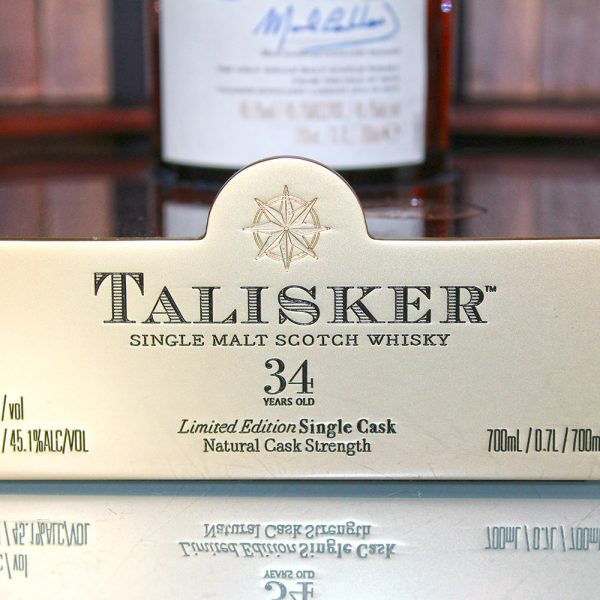 TALISKER™
SINGLE MALT SCOTCH WHISKY
34
YEARS OLD
/vol
/ 45.1%ALC/VOL
Limited Edition Single Cask
Natural Cask Strength
700mL / 0.7L / 700m